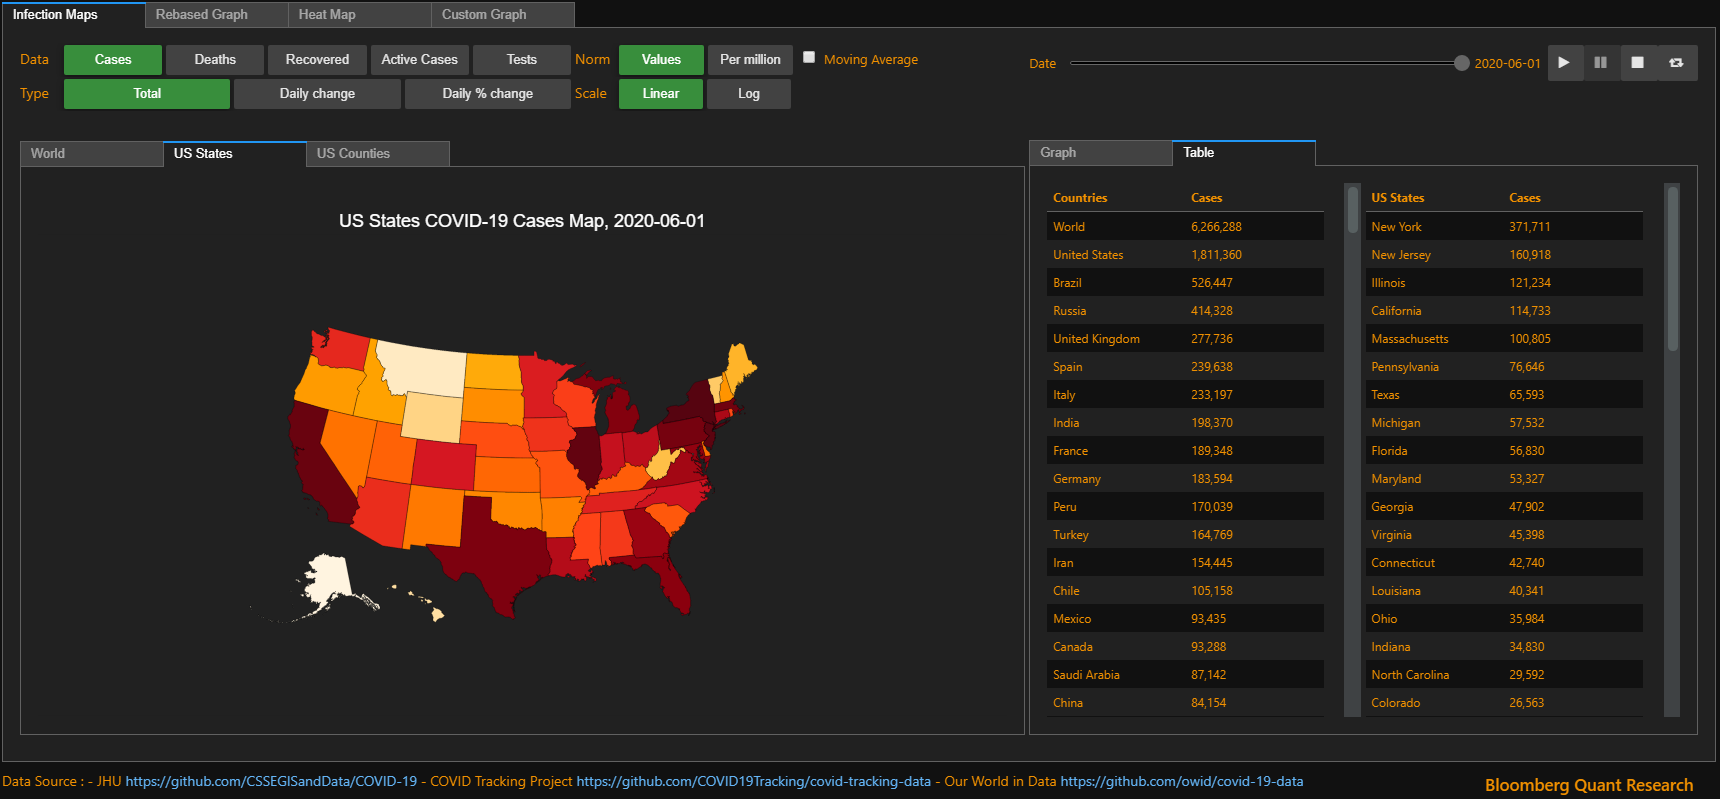 Infection Maps Rebased Graph Heat Map Custom Graph
Data Cases Deaths Recovered Active Cases Tests Norm Values Per million Moving Average Date 2020-06-01
Type Total Daily change Daily % change Scale Linear Log
World US States US Counties
Graph Table
US States COVID-19 Cases Map, 2020-06-01
Countries Cases US States Cases
World 6,266,288 New York 371,711
United States 1,811,360 New Jersey 160,918
Brazil 526,447 Illinois 121,234
Russia 414,328 California 114,733
United Kingdom 277,736 Massachusetts 100,805
Spain 239,638 Pennsylvania 76,646
Italy 233,197 Texas 65,593
India 198,370 Michigan 57,532
France 189,348 Florida 56,830
Germany 183,594 Maryland 53,327
Peru 170,039 Georgia 47,902
Turkey 164,769 Virginia 45,398
Iran 154,445 Connecticut 42,740
Chile 105,158 Louisiana 40,341
Mexico 93,435 Ohio 35,984
Canada 93,288 Indiana 34,830
Saudi Arabia 87,142 North Carolina 29,592
China 84,154 Colorado 26,563
Data Source : - JHU https://github.com/CSSEGISandData/COVID-19 - COVID Tracking Project https://github.com/COVID19Tracking/covid-tracking-data - Our World in Data https://github.com/owid/covid-19-data
Bloomberg Quant Research